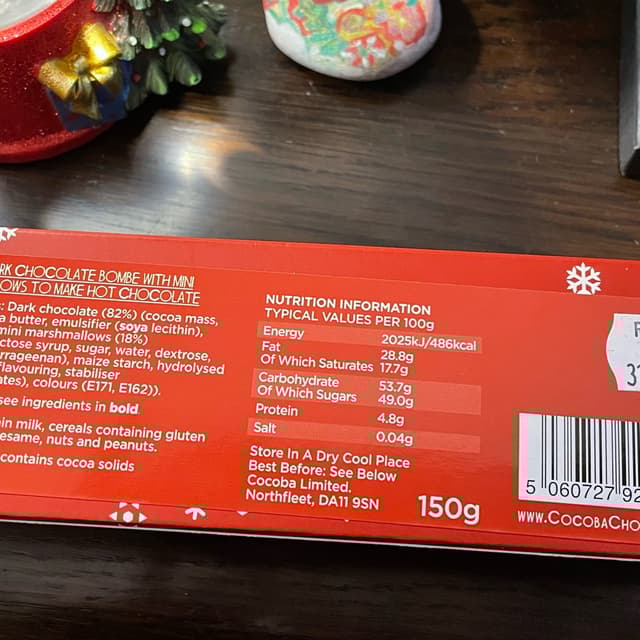 RK CHOCOLATE BOMBE WITH MINI
OWS TO MAKE HOT CHOCOLATE
: Dark chocolate (82%) (cocoa mass,
a butter, emulsifier (soya lecithin),
mini marshmallows (18%)
ctose syrup, sugar, water, dextrose,
rrageenan), maize starch, hydrolysed
flavouring, stabiliser
ates), colours (E171, E162)).
see ingredients in bold
in milk, cereals containing gluten
esame, nuts and peanuts.
contains cocoa solids
NUTRITION INFORMATION
TYPICAL VALUES PER 100g
Energy 2025kJ/486kcal
Fat 28.8g
Of Which Saturates 17.7g
Carbohydrate 53.7g
Of Which Sugars 49.0g
Protein 4.8g
Salt 0.04g
Store In A Dry Cool Place
Best Before: See Below
Cocoba Limited.
Northfleet, DA11 9SN
150g
5 060727 92
WWW.COCOBACHO